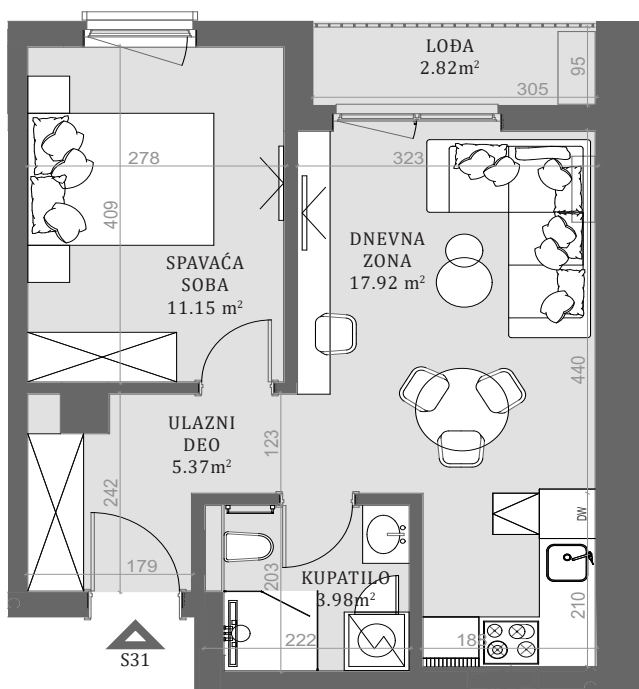 LOĐA
2.82m²
95
305
278
323
409
DNEVNA
ZONA
17.92 m²
SPAVAĆA
SOBA
11.15 m²
440
ULAZNI
DEO
5.37m²
123
242
DW
179
203
KUPATILO
3.98m²
210
222
185
S31